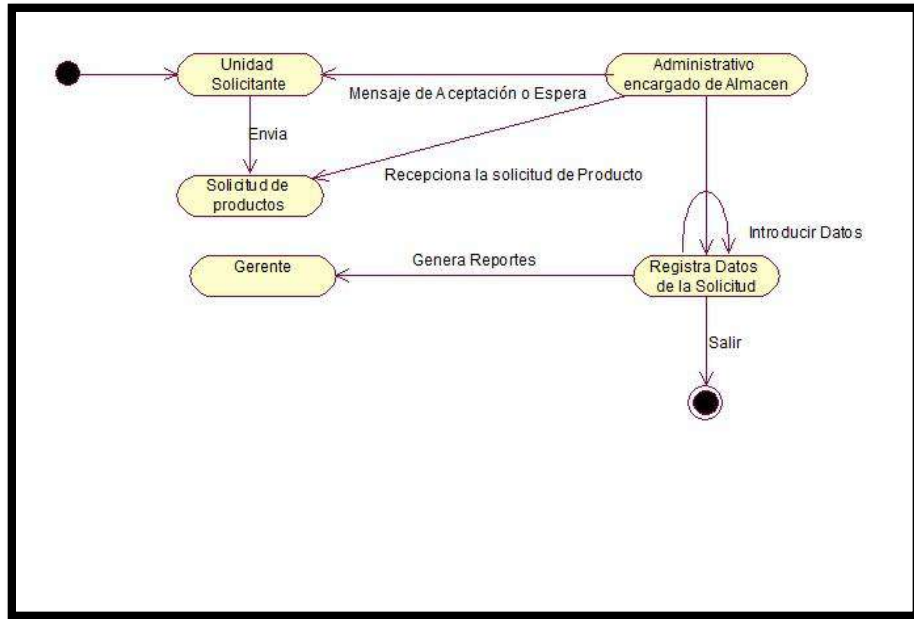 Unidad
Solicitante
Administrativo
encargado de Almacen
Mensaje de Aceptación o Espera
Envia
Recepciona la solicitud de Producto
Solicitud de
productos
Introducir Datos
Gerente
Genera Reportes
Registra Datos
de la Solicitud
Salir